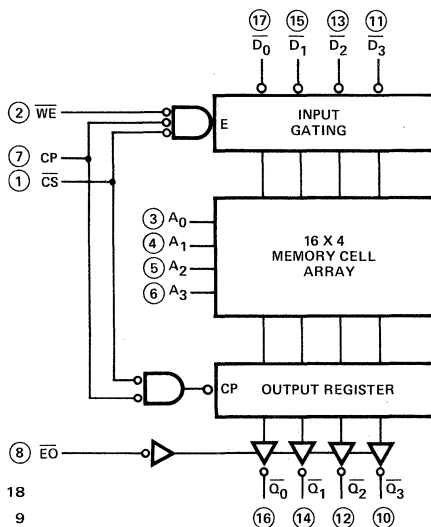 17 15 13 11
D̅0 D̅1 D̅2 D̅3
2 W̅E̅
E
INPUT
GATING
7 CP
1 C̅S̅
3 A0
4 A1
5 A2
6 A3
16 X 4
MEMORY CELL
ARRAY
CP
OUTPUT REGISTER
8 E̅O̅
Q̅0 Q̅1 Q̅2 Q̅3
18
9
16 14 12 10